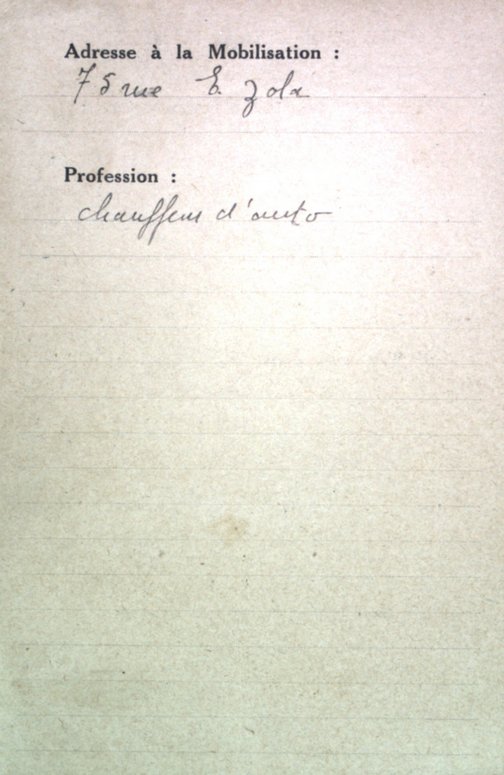 Adresse à la Mobilisation :
75 rue E. Zola
Profession :
chauffeur d'auto